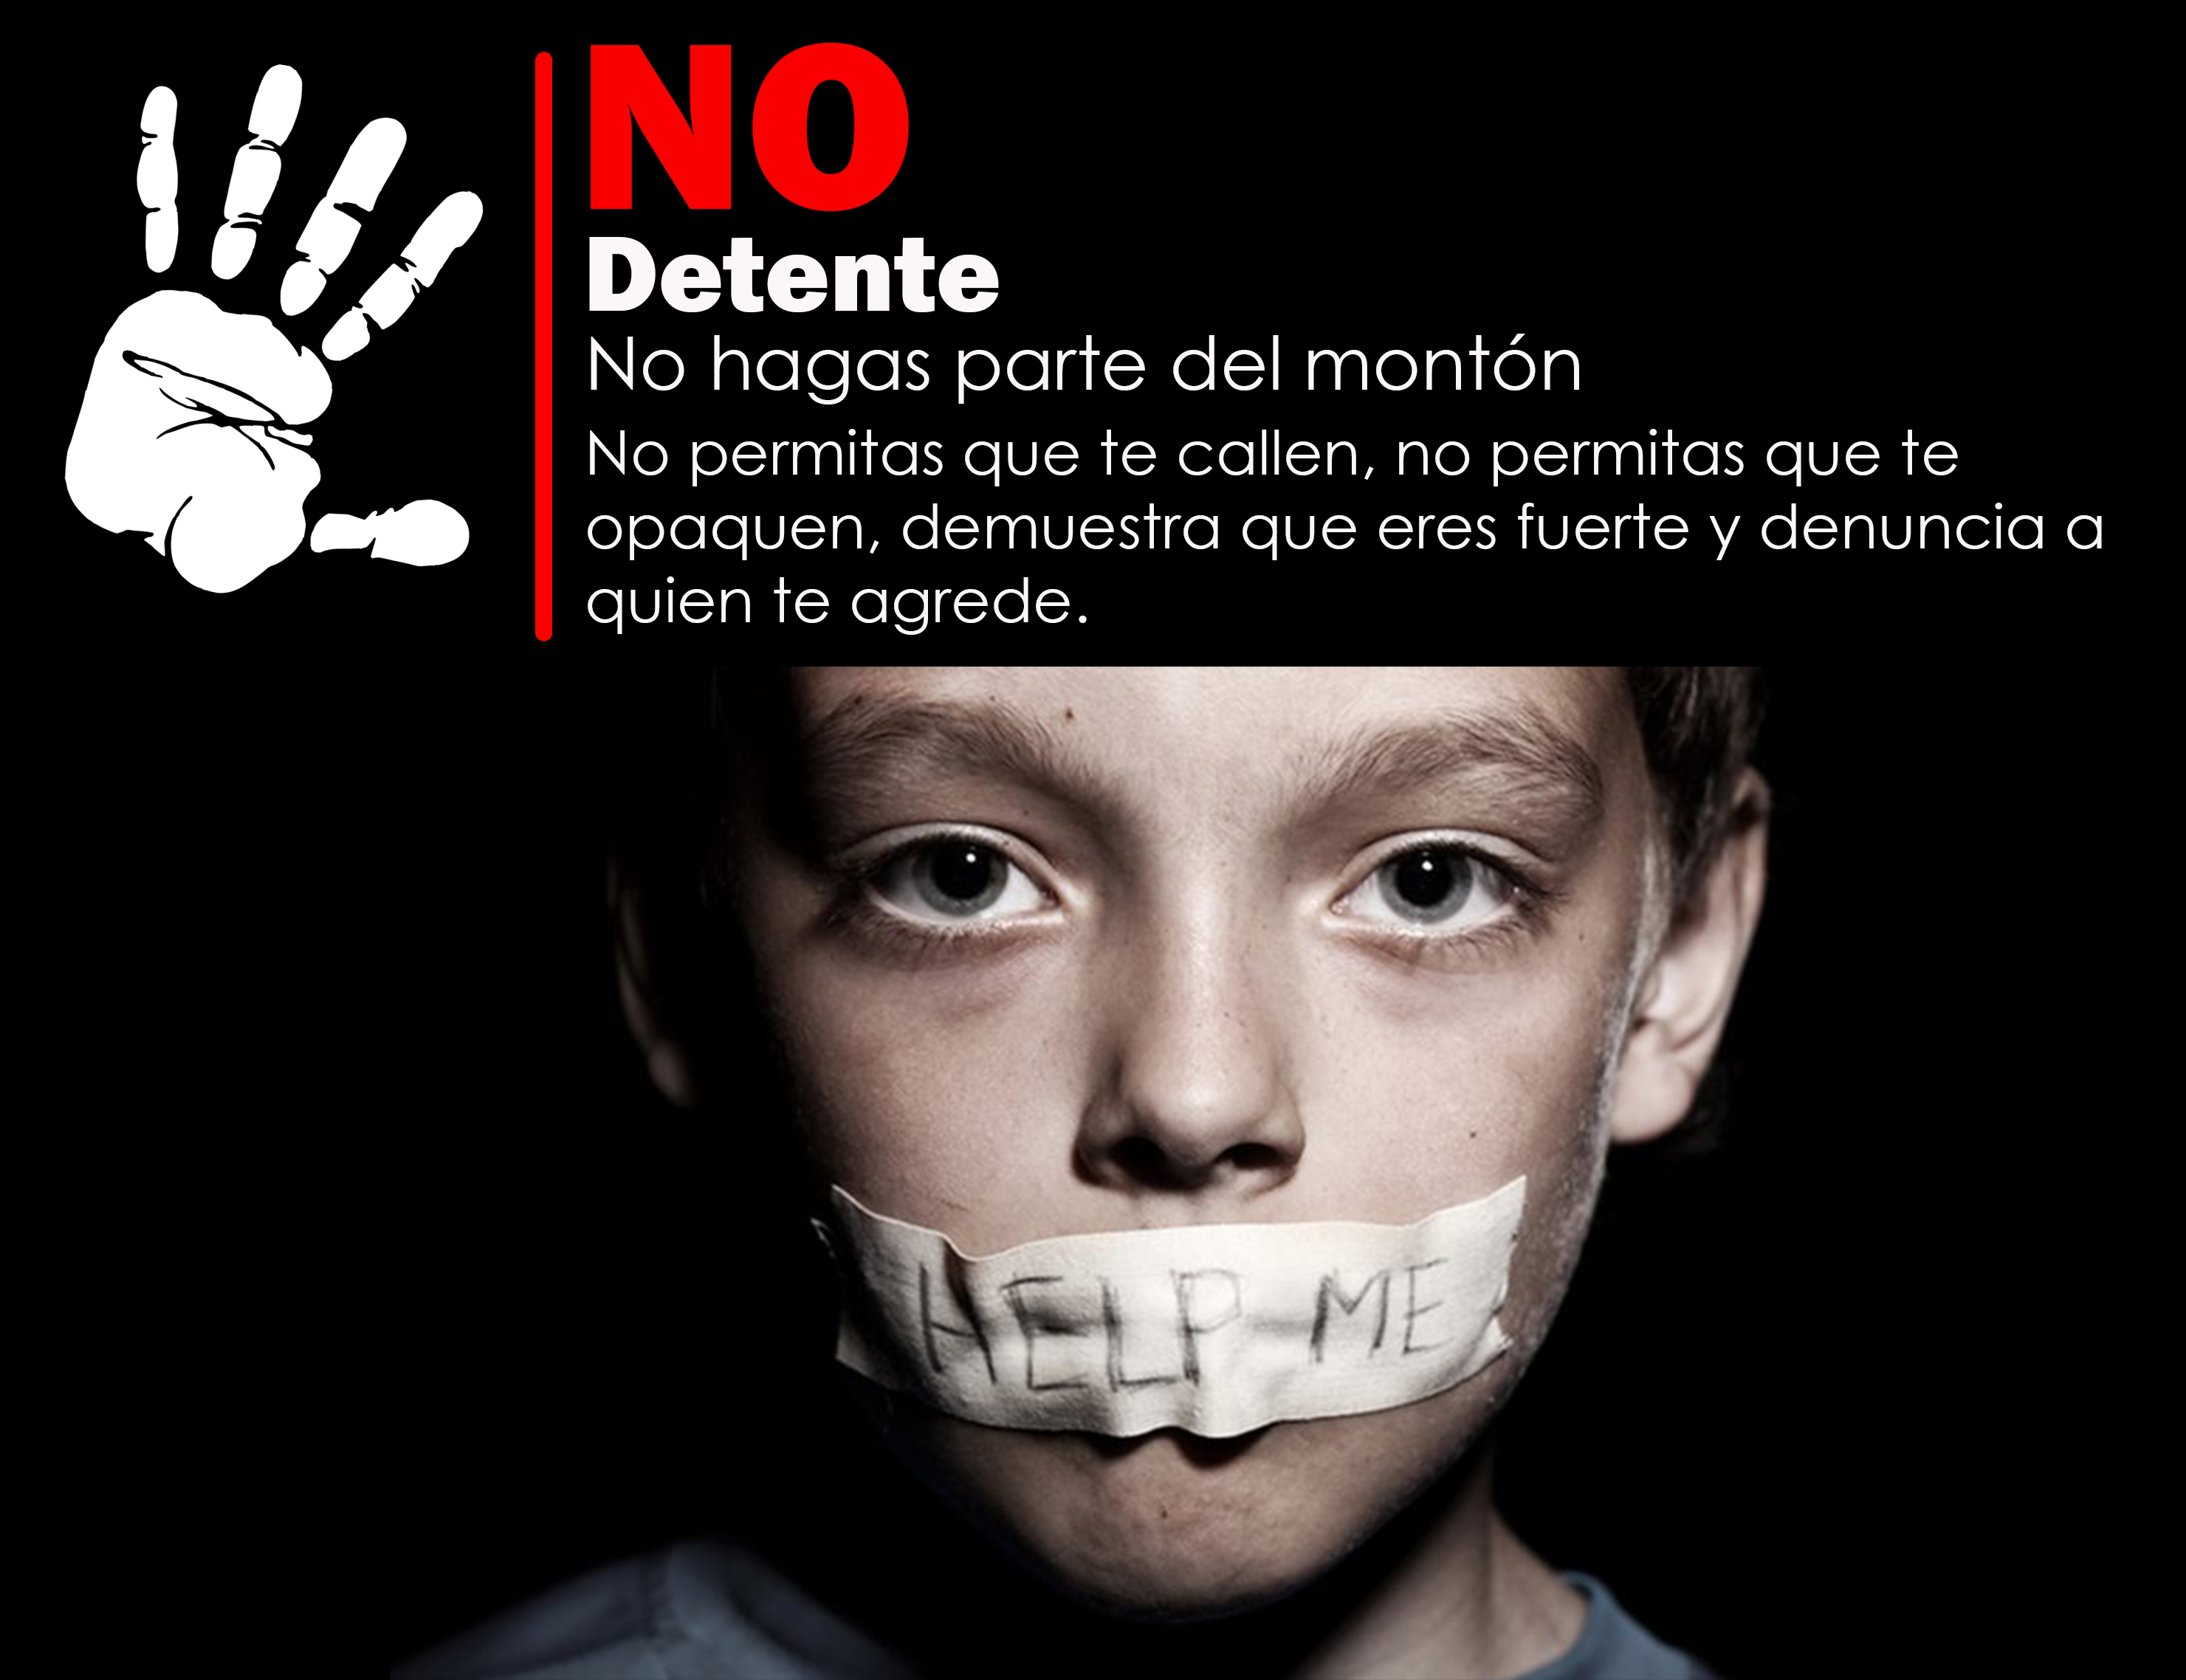 NO
Detente
No hagas parte del montón
No permitas que te callen, no permitas que te
opaquen, demuestra que eres fuerte y denuncia a
quien te agrede.
HELP ME